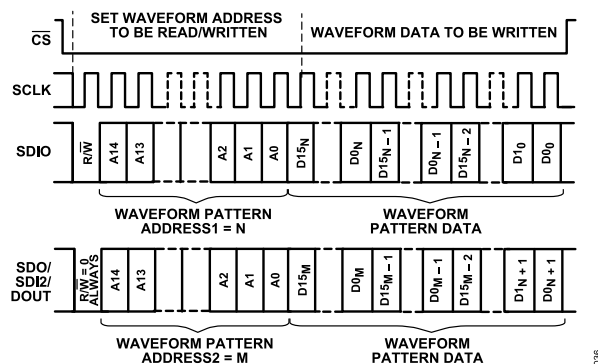 SET WAVEFORM ADDRESS
TO BE READ/WRITTEN
WAVEFORM DATA TO BE WRITTEN
CS
SCLK
SDIO
R/W A14 A13 A2 A1 A0 D15N D0N D15N – 1 D0N – 1 D15N – 2 D10 D00
WAVEFORM PATTERN
ADDRESS1 = N
WAVEFORM
PATTERN DATA
SDO/
SDI2/
DOUT
R/W = 0
ALWAYS
A14 A13 A2 A1 A0 D15M D0M D15M – 1 D0M – 1 D15M – 2 D1N + 1 D0N + 1
WAVEFORM PATTERN
ADDRESS2 = M
WAVEFORM
PATTERN DATA